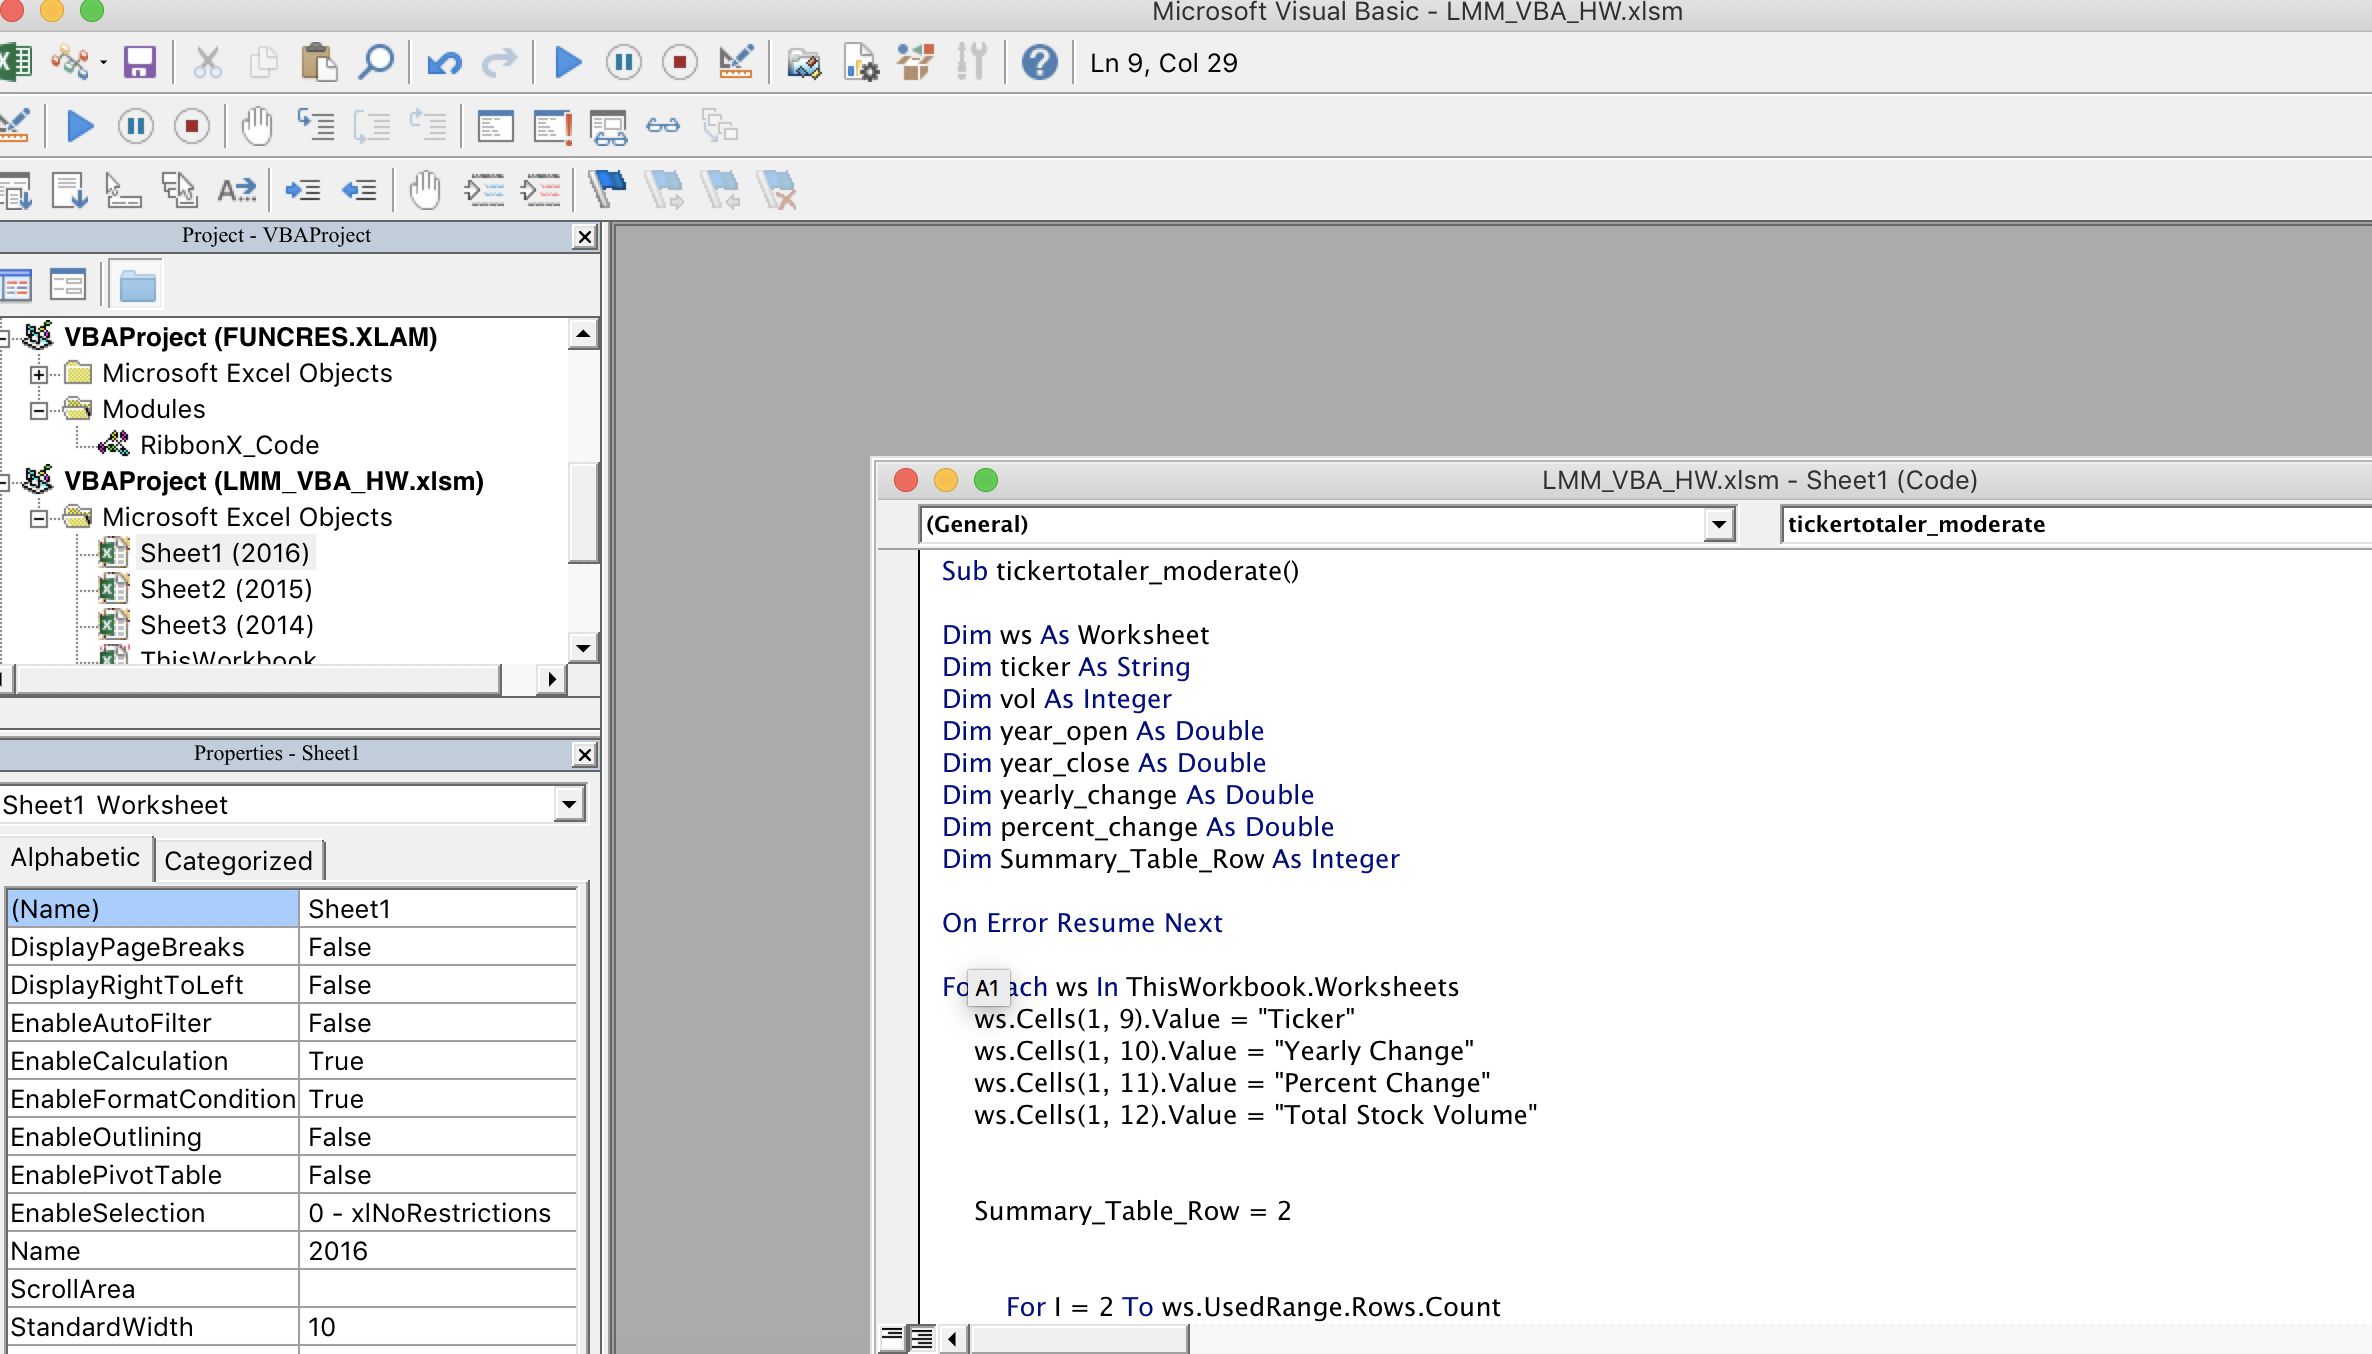 Microsoft Visual Basic - LMM_VBA_HW.xlsm
Ln 9, Col 29
Project - VBAProject
VBAProject (FUNCRES.XLAM)
Microsoft Excel Objects
Modules
RibbonX_Code
VBAProject (LMM_VBA_HW.xlsm)
Microsoft Excel Objects
Sheet1 (2016)
Sheet2 (2015)
Sheet3 (2014)
ThisWorkbook
Properties - Sheet1
Sheet1 Worksheet
Alphabetic
Categorized
(Name) Sheet1
DisplayPageBreaks False
DisplayRightToLeft False
EnableAutoFilter False
EnableCalculation True
EnableFormatCondition True
EnableOutlining False
EnablePivotTable False
EnableSelection 0 - xlNoRestrictions
Name 2016
ScrollArea
StandardWidth 10
LMM_VBA_HW.xlsm - Sheet1 (Code)
(General)
tickertotaler_moderate
Sub tickertotaler_moderate()
Dim ws As Worksheet
Dim ticker As String
Dim vol As Integer
Dim year_open As Double
Dim year_close As Double
Dim yearly_change As Double
Dim percent_change As Double
Dim Summary_Table_Row As Integer
On Error Resume Next
Fo A1 ach ws In ThisWorkbook.Worksheets
ws.Cells(1, 9).Value = "Ticker"
ws.Cells(1, 10).Value = "Yearly Change"
ws.Cells(1, 11).Value = "Percent Change"
ws.Cells(1, 12).Value = "Total Stock Volume"
Summary_Table_Row = 2
For I = 2 To ws.UsedRange.Rows.Count